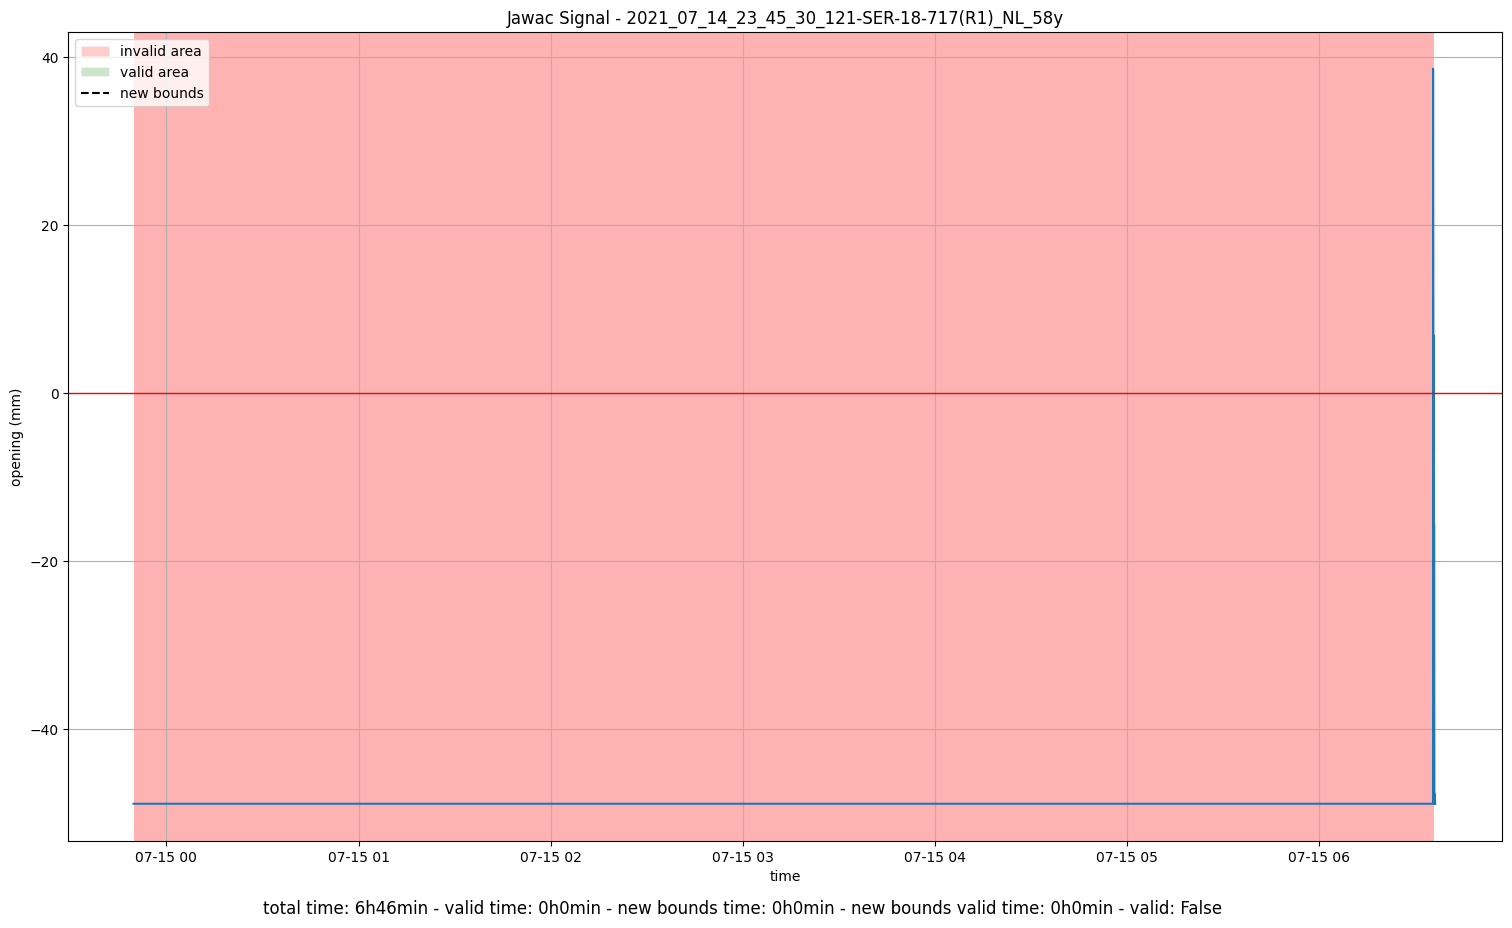 Jawac Signal - 2021_07_14_23_45_30_121-SER-18-717(R1)_NL_58y
invalid area
valid area
new bounds
40
20
0
−20
−40
opening (mm)
07-15 00 07-15 01 07-15 02 07-15 03 07-15 04 07-15 05 07-15 06
time
total time: 6h46min - valid time: 0h0min - new bounds time: 0h0min - new bounds valid time: 0h0min - valid: False